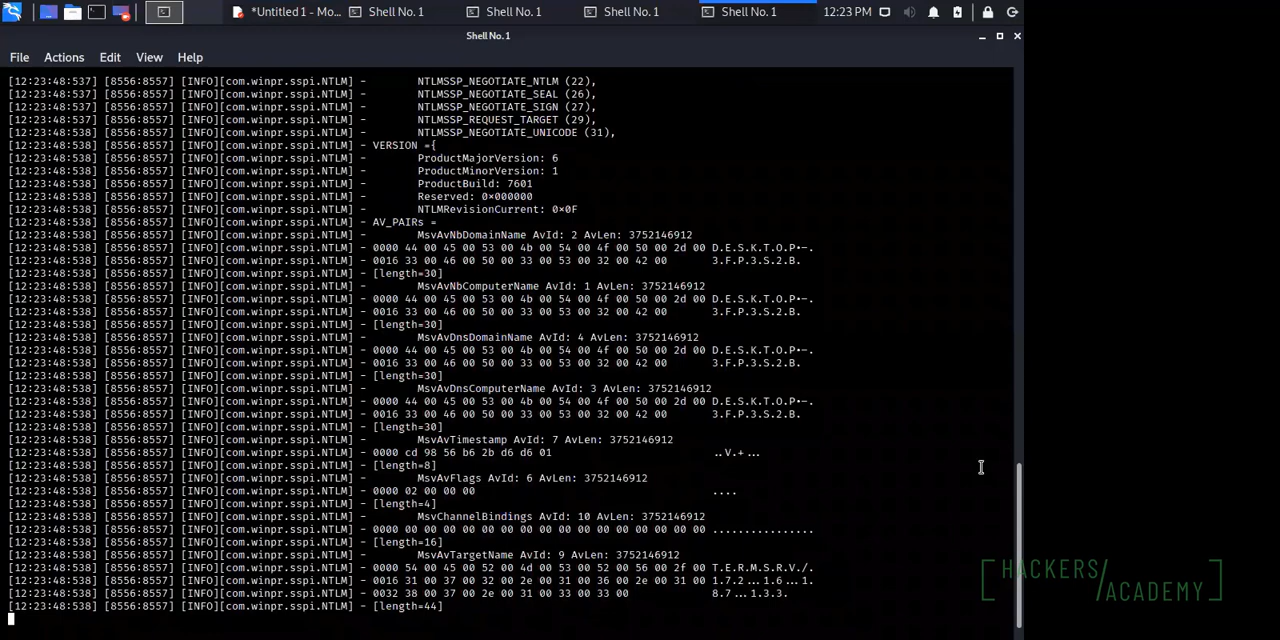 *Untitled 1 - Mo...
Shell No. 1
Shell No. 1
Shell No. 1
Shell No. 1
12:23 PM
Shell No. 1
File Actions Edit View Help
[12:23:48:537] [8556:8557] [INFO][com.winpr.sspi.NTLM] - NTLMSSP_NEGOTIATE_NTLM (22),
[12:23:48:537] [8556:8557] [INFO][com.winpr.sspi.NTLM] - NTLMSSP_NEGOTIATE_SEAL (26),
[12:23:48:537] [8556:8557] [INFO][com.winpr.sspi.NTLM] - NTLMSSP_NEGOTIATE_SIGN (27),
[12:23:48:537] [8556:8557] [INFO][com.winpr.sspi.NTLM] - NTLMSSP_REQUEST_TARGET (29),
[12:23:48:538] [8556:8557] [INFO][com.winpr.sspi.NTLM] - NTLMSSP_NEGOTIATE_UNICODE (31),
[12:23:48:538] [8556:8557] [INFO][com.winpr.sspi.NTLM] - VERSION ={
[12:23:48:538] [8556:8557] [INFO][com.winpr.sspi.NTLM] - ProductMajorVersion: 6
[12:23:48:538] [8556:8557] [INFO][com.winpr.sspi.NTLM] - ProductMinorVersion: 1
[12:23:48:538] [8556:8557] [INFO][com.winpr.sspi.NTLM] - ProductBuild: 7601
[12:23:48:538] [8556:8557] [INFO][com.winpr.sspi.NTLM] - Reserved: 0×000000
[12:23:48:538] [8556:8557] [INFO][com.winpr.sspi.NTLM] - NTLMRevisionCurrent: 0×0F
[12:23:48:538] [8556:8557] [INFO][com.winpr.sspi.NTLM] - AV_PAIRs =
[12:23:48:538] [8556:8557] [INFO][com.winpr.sspi.NTLM] - MsvAvNbDomainName AvId: 2 AvLen: 3752146912
[12:23:48:538] [8556:8557] [INFO][com.winpr.sspi.NTLM] - 0000 44 00 45 00 53 00 4b 00 54 00 4f 00 50 00 2d 00 D.E.S.K.T.O.P•-.
[12:23:48:538] [8556:8557] [INFO][com.winpr.sspi.NTLM] - 0016 33 00 46 00 50 00 33 00 53 00 32 00 42 00 3.F.P.3.S.2.B.
[12:23:48:538] [8556:8557] [INFO][com.winpr.sspi.NTLM] - [length=30]
[12:23:48:538] [8556:8557] [INFO][com.winpr.sspi.NTLM] - MsvAvNbComputerName AvId: 1 AvLen: 3752146912
[12:23:48:538] [8556:8557] [INFO][com.winpr.sspi.NTLM] - 0000 44 00 45 00 53 00 4b 00 54 00 4f 00 50 00 2d 00 D.E.S.K.T.O.P•-.
[12:23:48:538] [8556:8557] [INFO][com.winpr.sspi.NTLM] - 0016 33 00 46 00 50 00 33 00 53 00 32 00 42 00 3.F.P.3.S.2.B.
[12:23:48:538] [8556:8557] [INFO][com.winpr.sspi.NTLM] - [length=30]
[12:23:48:538] [8556:8557] [INFO][com.winpr.sspi.NTLM] - MsvAvDnsDomainName AvId: 4 AvLen: 3752146912
[12:23:48:538] [8556:8557] [INFO][com.winpr.sspi.NTLM] - 0000 44 00 45 00 53 00 4b 00 54 00 4f 00 50 00 2d 00 D.E.S.K.T.O.P•-.
[12:23:48:538] [8556:8557] [INFO][com.winpr.sspi.NTLM] - 0016 33 00 46 00 50 00 33 00 53 00 32 00 42 00 3.F.P.3.S.2.B.
[12:23:48:538] [8556:8557] [INFO][com.winpr.sspi.NTLM] - [length=30]
[12:23:48:538] [8556:8557] [INFO][com.winpr.sspi.NTLM] - MsvAvDnsComputerName AvId: 3 AvLen: 3752146912
[12:23:48:538] [8556:8557] [INFO][com.winpr.sspi.NTLM] - 0000 44 00 45 00 53 00 4b 00 54 00 4f 00 50 00 2d 00 D.E.S.K.T.O.P•-.
[12:23:48:538] [8556:8557] [INFO][com.winpr.sspi.NTLM] - 0016 33 00 46 00 50 00 33 00 53 00 32 00 42 00 3.F.P.3.S.2.B.
[12:23:48:538] [8556:8557] [INFO][com.winpr.sspi.NTLM] - [length=30]
[12:23:48:538] [8556:8557] [INFO][com.winpr.sspi.NTLM] - MsvAvTimestamp AvId: 7 AvLen: 3752146912
[12:23:48:538] [8556:8557] [INFO][com.winpr.sspi.NTLM] - 0000 cd 98 56 b6 2b d6 d6 01 ..V.+...
[12:23:48:538] [8556:8557] [INFO][com.winpr.sspi.NTLM] - [length=8]
[12:23:48:538] [8556:8557] [INFO][com.winpr.sspi.NTLM] - MsvAvFlags AvId: 6 AvLen: 3752146912
[12:23:48:538] [8556:8557] [INFO][com.winpr.sspi.NTLM] - 0000 02 00 00 00 ....
[12:23:48:538] [8556:8557] [INFO][com.winpr.sspi.NTLM] - [length=4]
[12:23:48:538] [8556:8557] [INFO][com.winpr.sspi.NTLM] - MsvChannelBindings AvId: 10 AvLen: 3752146912
[12:23:48:538] [8556:8557] [INFO][com.winpr.sspi.NTLM] - 0000 00 00 00 00 00 00 00 00 00 00 00 00 00 00 00 00 ................
[12:23:48:538] [8556:8557] [INFO][com.winpr.sspi.NTLM] - [length=16]
[12:23:48:538] [8556:8557] [INFO][com.winpr.sspi.NTLM] - MsvAvTargetName AvId: 9 AvLen: 3752146912
[12:23:48:538] [8556:8557] [INFO][com.winpr.sspi.NTLM] - 0000 54 00 45 00 52 00 4d 00 53 00 52 00 56 00 2f 00 T.E.R.M.S.R.V./.
[12:23:48:538] [8556:8557] [INFO][com.winpr.sspi.NTLM] - 0016 31 00 37 00 32 00 2e 00 31 00 36 00 2e 00 31 00 1.7.2...1.6...1.
[12:23:48:538] [8556:8557] [INFO][com.winpr.sspi.NTLM] - 0032 38 00 37 00 2e 00 31 00 33 00 33 00 8.7...1.3.3.
[12:23:48:538] [8556:8557] [INFO][com.winpr.sspi.NTLM] - [length=44]
[HACKERS/
ACADEMY]